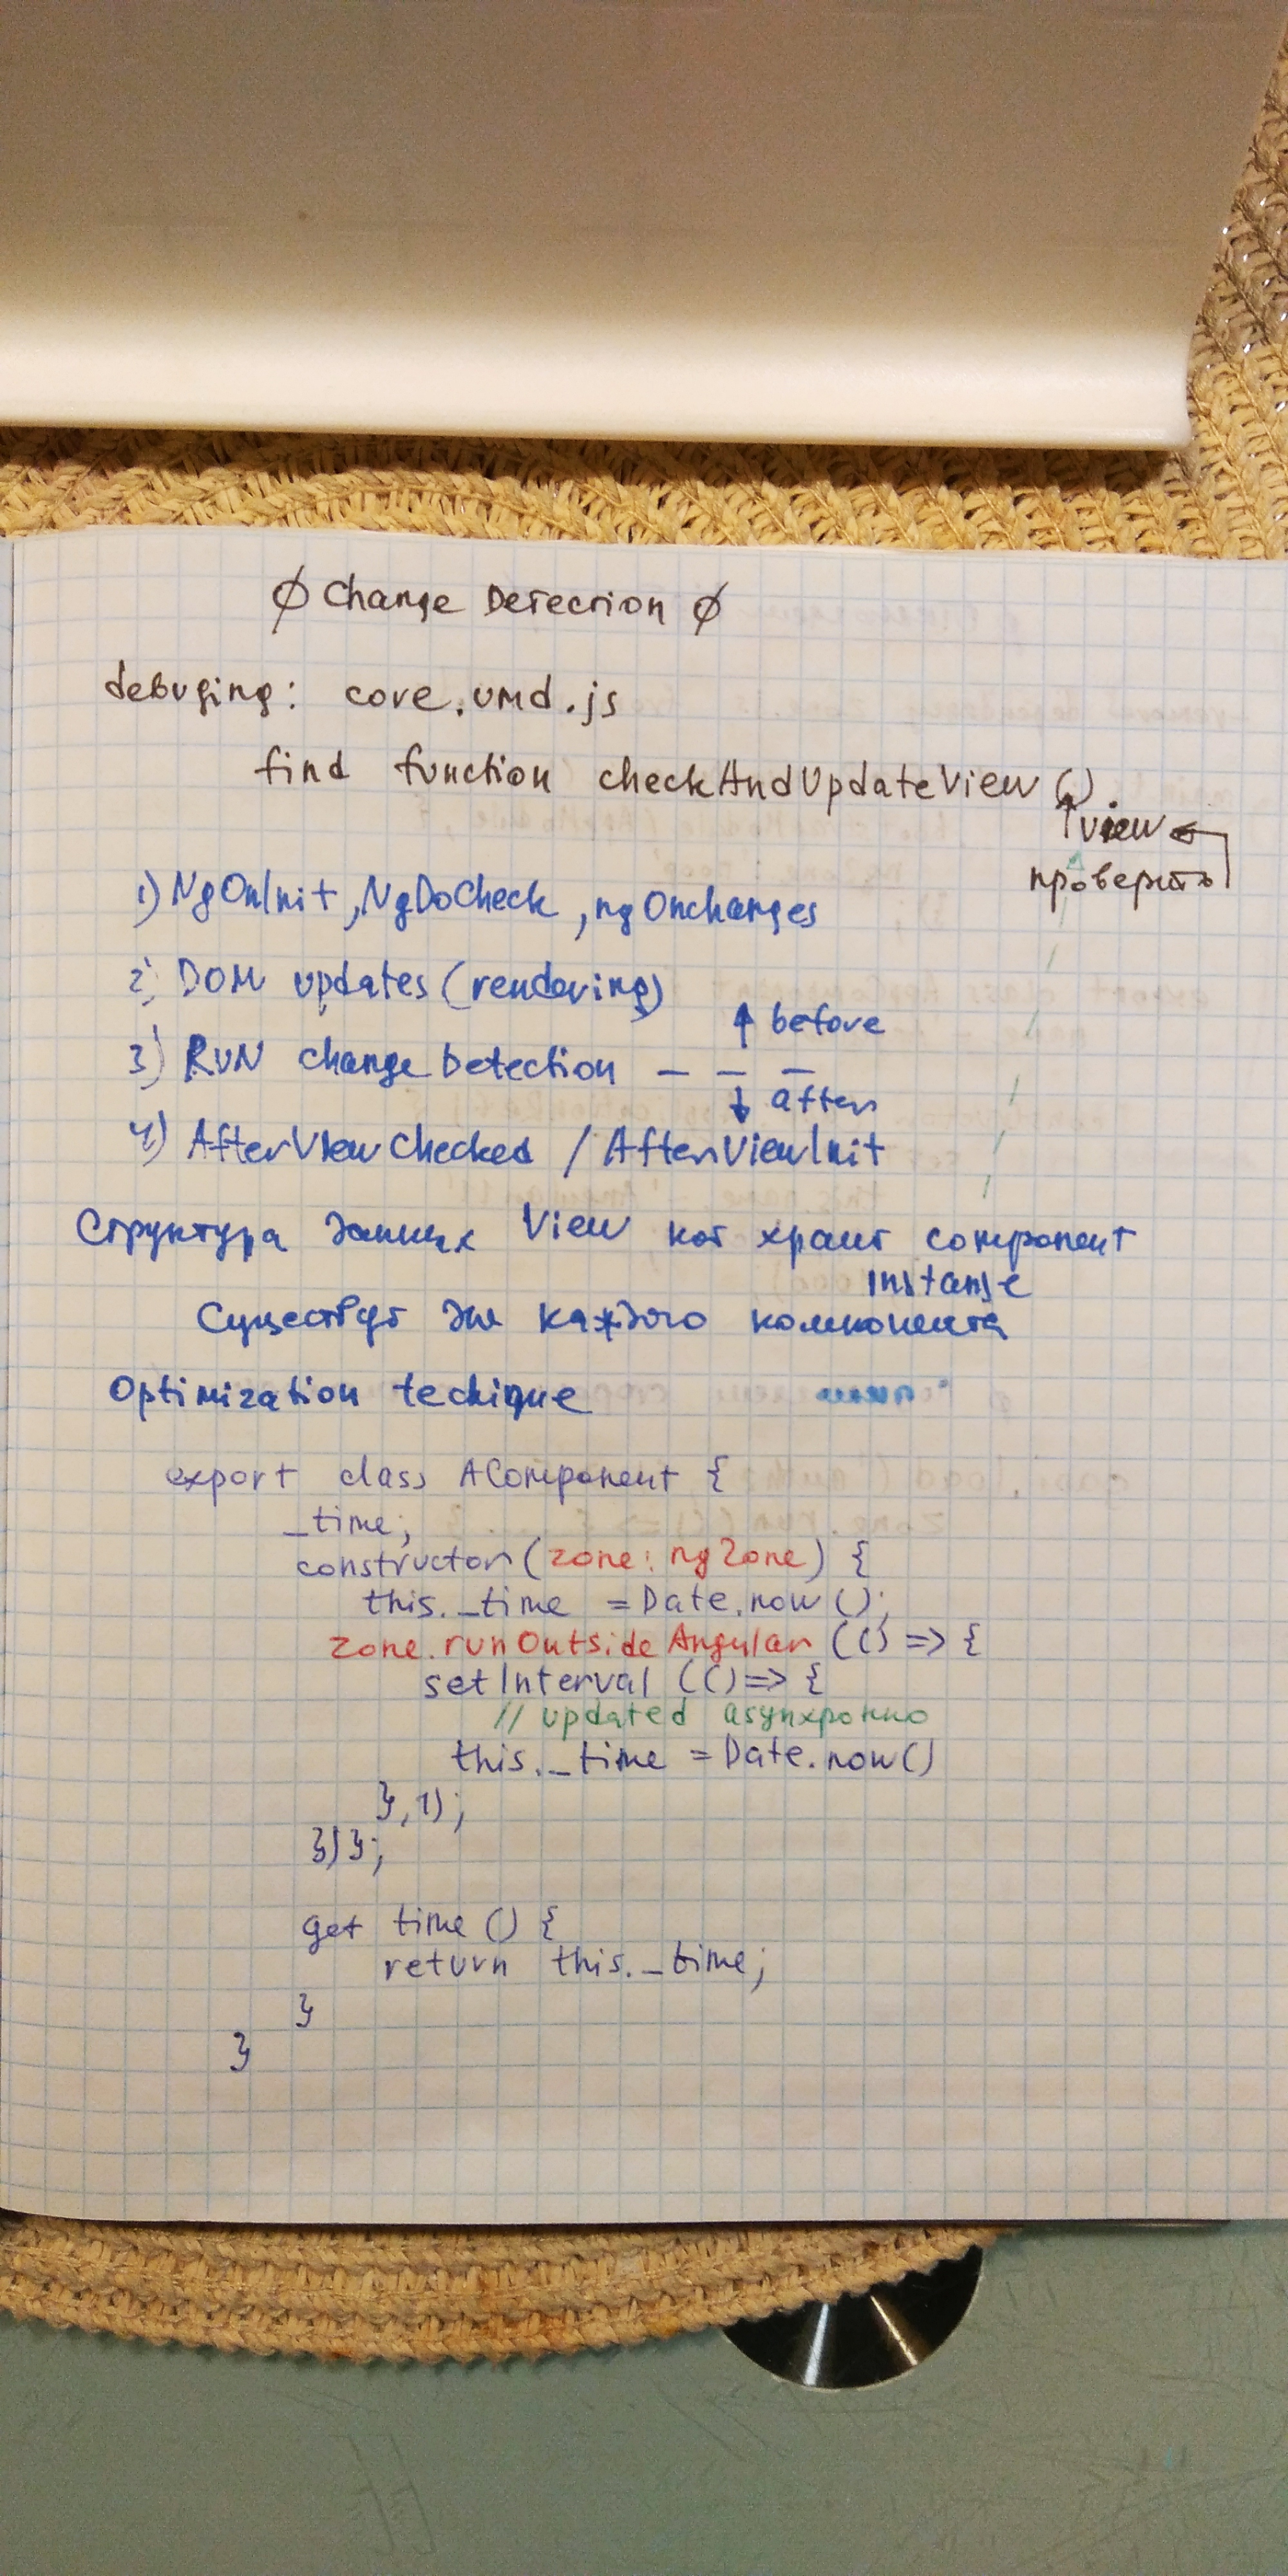 ∅ Change Detection ∅
debuging: core.umd.js
find function checkAndUpdateView().
view
проверить
1) NgOnInit, NgDoCheck, ngOnchanges
2) DOM updates (rendering)
before
3) RUN change Detection — — —
after
4) AfterViewChecked / AfterViewInit
Структура данных View кот хранит component
instanse
Существует для каждого компонента
Optimization techique
export class AComponent {
_time;
constructor (zone: ngZone) {
this._time = Date.now();
zone.runOutsideAngular (() => {
setInterval (() => {
// updated asynхронно
this._time = Date.now()
},1);
})};
get time () {
return this._time;
}
}